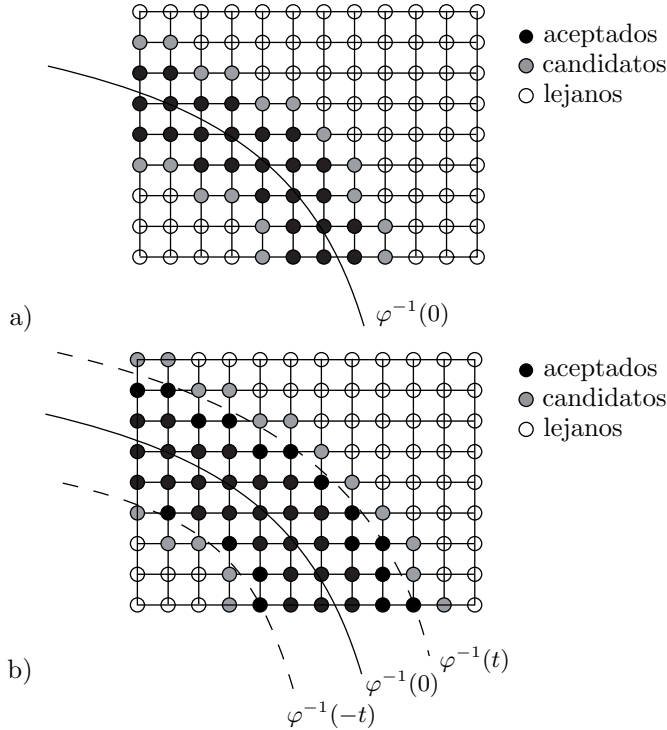 aceptados
candidatos
lejanos
φ⁻¹(0)
a)
aceptados
candidatos
lejanos
φ⁻¹(t)
b)
φ⁻¹(0)
φ⁻¹(−t)